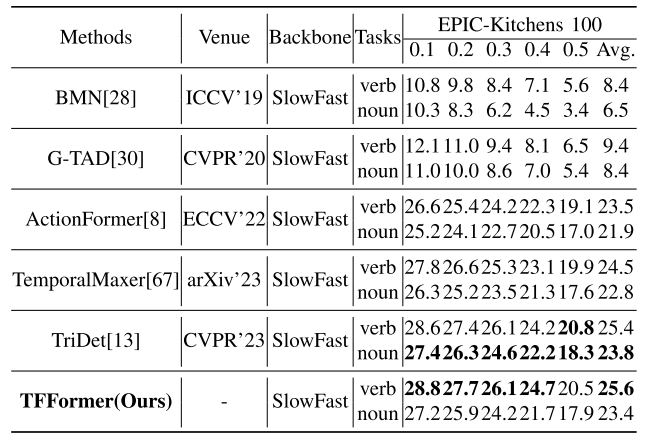 Methods Venue Backbone Tasks EPIC-Kitchens 100
0.1 0.2 0.3 0.4 0.5 Avg.
BMN[28] ICCV'19 SlowFast verb 10.8 9.8 8.4 7.1 5.6 8.4
noun 10.3 8.3 6.2 4.5 3.4 6.5
G-TAD[30] CVPR'20 SlowFast verb 12.1 11.0 9.4 8.1 6.5 9.4
noun 11.0 10.0 8.6 7.0 5.4 8.4
ActionFormer[8] ECCV'22 SlowFast verb 26.6 25.4 24.2 22.3 19.1 23.5
noun 25.2 24.1 22.7 20.5 17.0 21.9
TemporalMaxer[67] arXiv'23 SlowFast verb 27.8 26.6 25.3 23.1 19.9 24.5
noun 26.3 25.2 23.5 21.3 17.6 22.8
TriDet[13] CVPR'23 SlowFast verb 28.6 27.4 26.1 24.2 20.8 25.4
noun 27.4 26.3 24.6 22.2 18.3 23.8
TFFormer(Ours) - SlowFast verb 28.8 27.7 26.1 24.7 20.5 25.6
noun 27.2 25.9 24.2 21.7 17.9 23.4